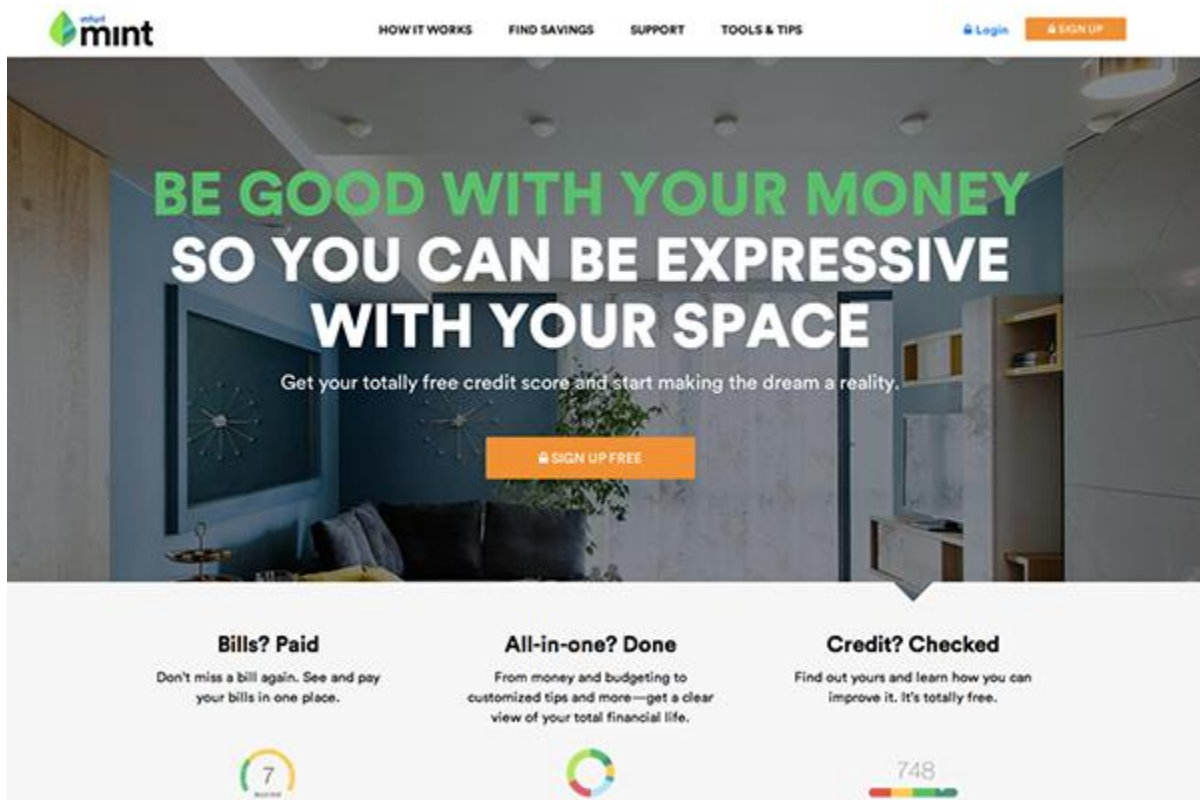 intuit
mint
HOW IT WORKS
FIND SAVINGS
SUPPORT
TOOLS & TIPS
Login
SIGN UP
BE GOOD WITH YOUR MONEY
SO YOU CAN BE EXPRESSIVE
WITH YOUR SPACE
Get your totally free credit score and start making the dream a reality.
SIGN UP FREE
Bills? Paid
Don't miss a bill again. See and pay
your bills in one place.
All-in-one? Done
From money and budgeting to
customized tips and more—get a clear
view of your total financial life.
Credit? Checked
Find out yours and learn how you can
improve it. It's totally free.
7
748